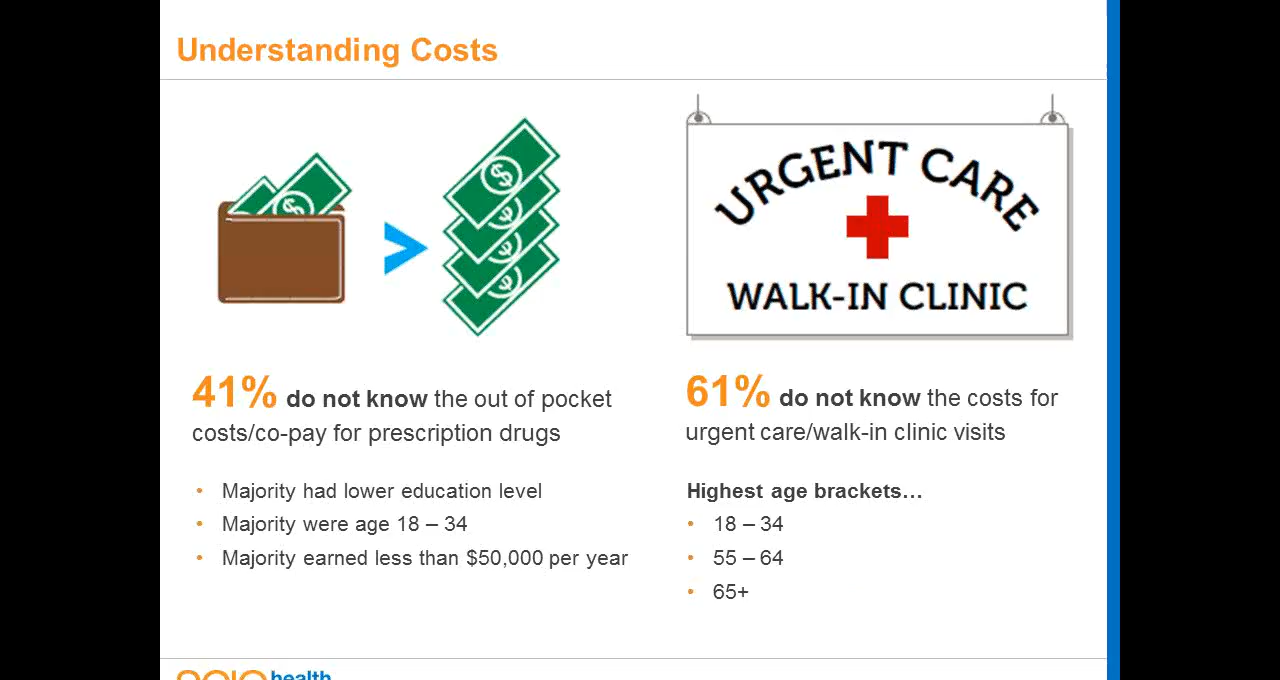 Understanding Costs
$
$
$
$
$
>
URGENT CARE
WALK-IN CLINIC
41% do not know the out of pocket
costs/co-pay for prescription drugs
• Majority had lower education level
• Majority were age 18 – 34
• Majority earned less than $50,000 per year
61% do not know the costs for
urgent care/walk-in clinic visits
Highest age brackets…
• 18 – 34
• 55 – 64
• 65+
health